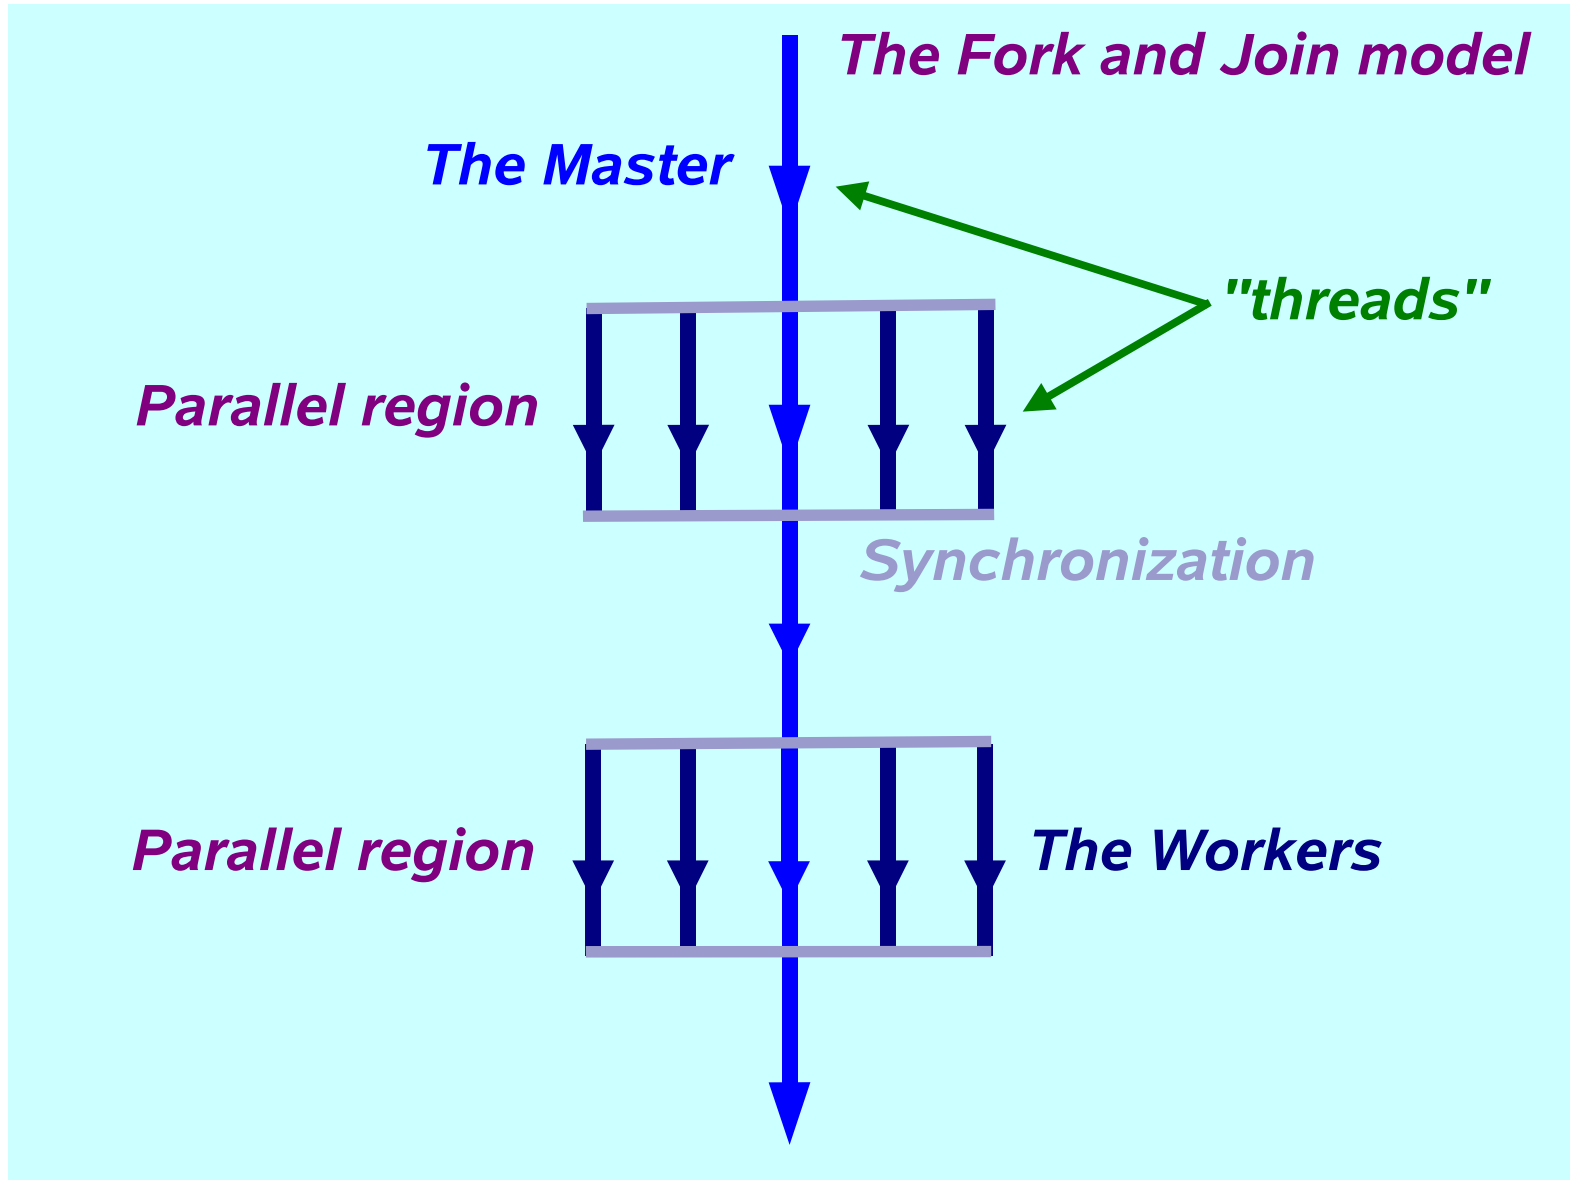 The Fork and Join model
The Master
"threads"
Parallel region
Synchronization
Parallel region
The Workers